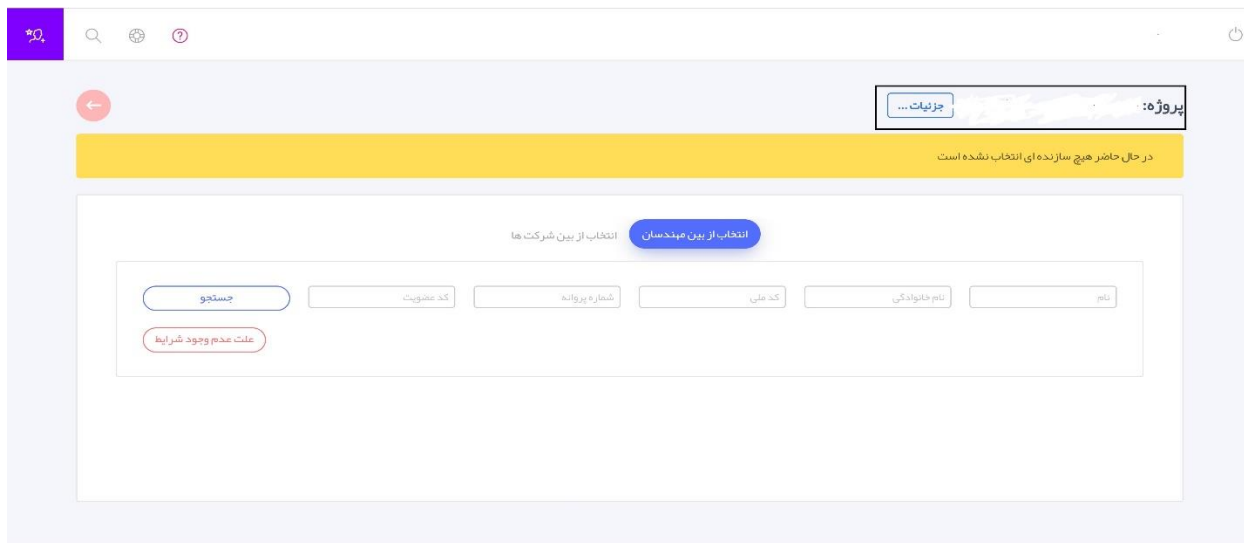 پروژه:
جزئیات ...
در حال حاضر هیچ سازنده ای انتخاب نشده است
انتخاب از بین مهندسان
انتخاب از بین شرکت ها
نام
نام خانوادگی
کد ملی
شماره پروانه
کد عضویت
جستجو
علت عدم وجود شرایط